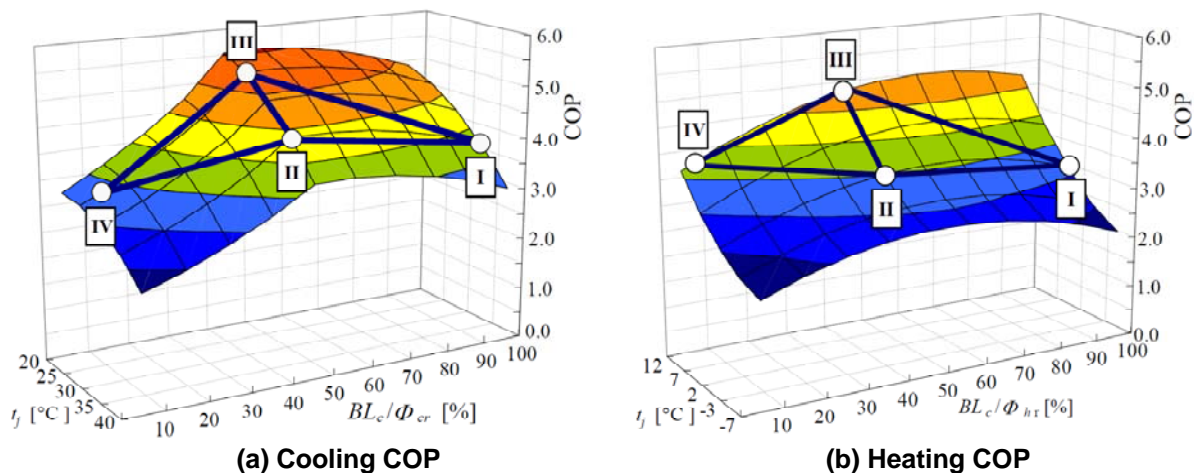 III
II
I
IV
6.0
5.0
4.0
3.0
2.0
1.0
0.0
COP
20
25
30
35
40
t_j [°C]
10
20
30
40
50
60
70
80
90
100
BL_c/Φ_cr [%]
(a) Cooling COP
III
IV
II
I
6.0
5.0
4.0
3.0
2.0
1.0
0.0
COP
12
7
2
-3
-7
t_j [°C]
10
20
30
40
50
60
70
80
90
100
BL_c/Φ_hr [%]
(b) Heating COP